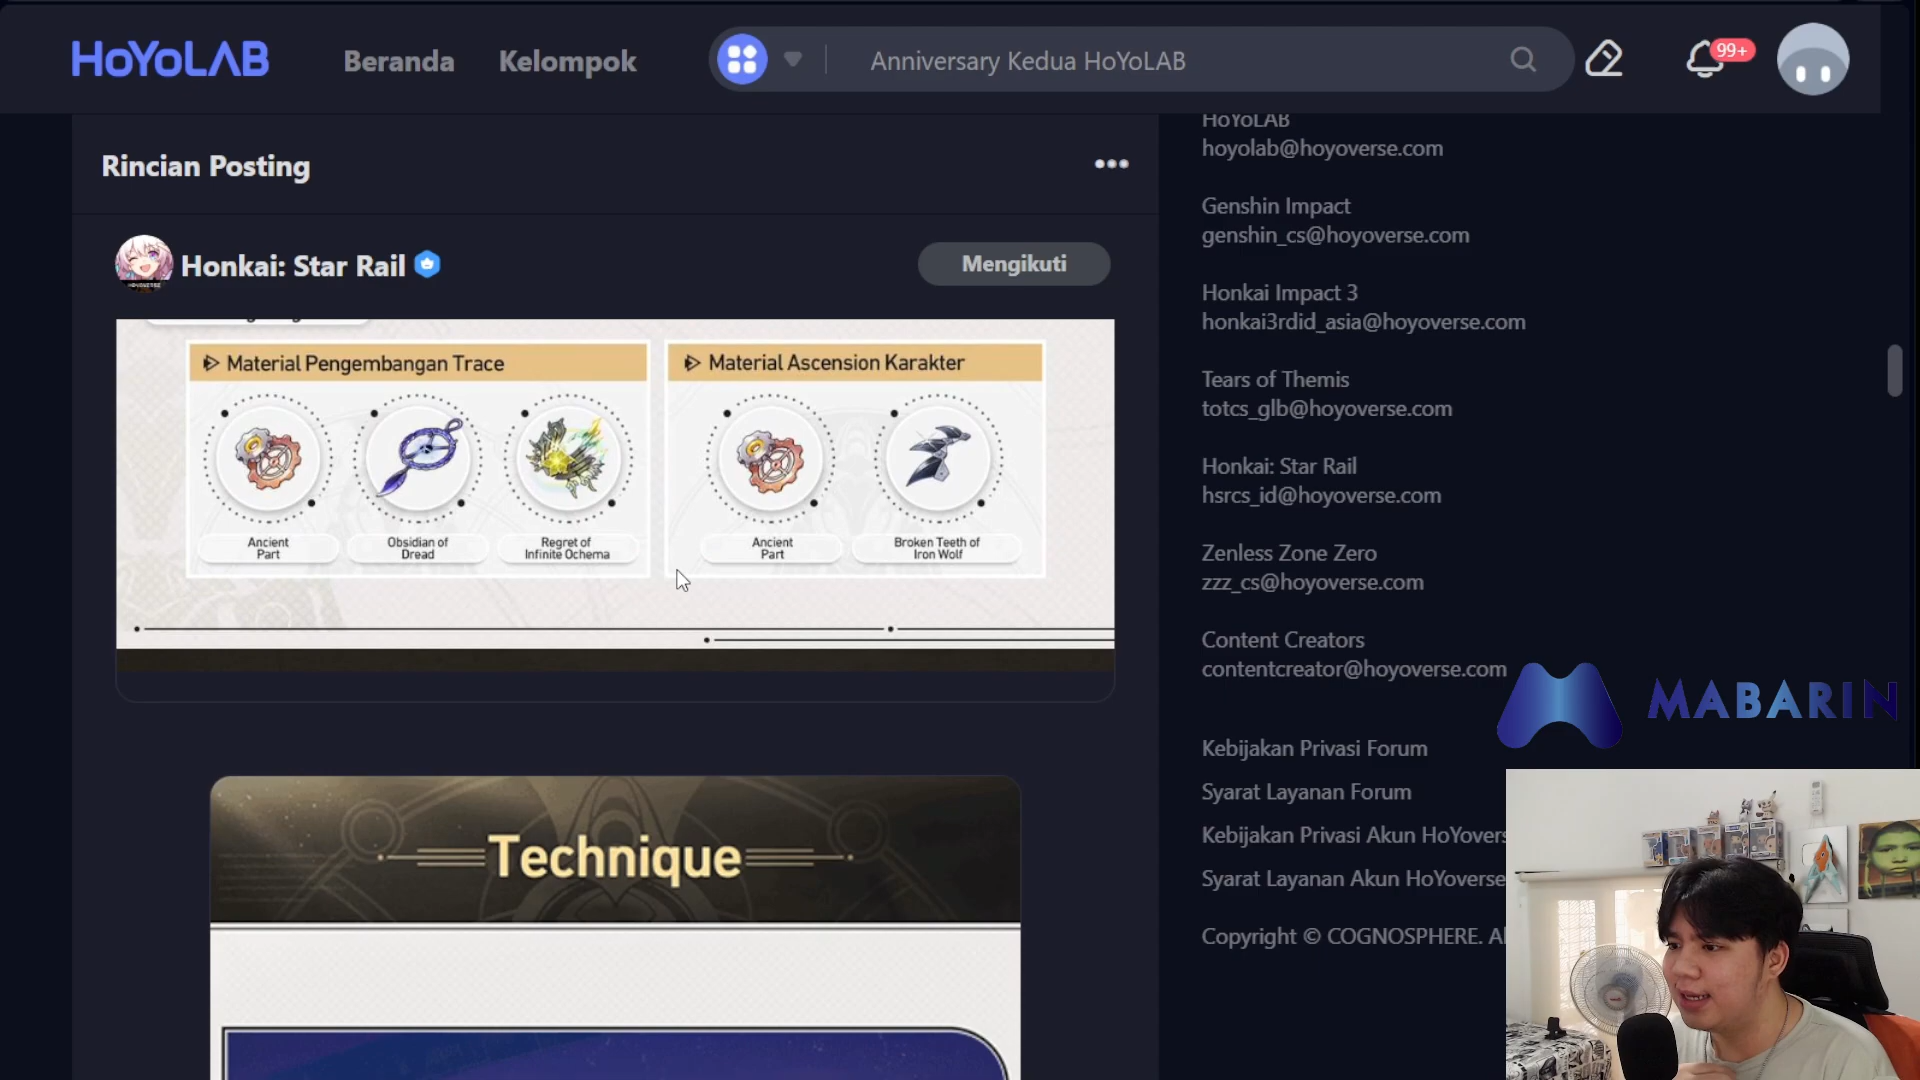 HoYoLAB
Beranda
Kelompok
Anniversary Kedua HoYoLAB
99+
Rincian Posting
Honkai: Star Rail
Mengikuti
Material Pengembangan Trace
Ancient
Part
Obsidian of
Dread
Regret of
Infinite Ochema
Material Ascension Karakter
Ancient
Part
Broken Teeth of
Iron Wolf
Technique
HoYoLAB
hoyolab@hoyoverse.com
Genshin Impact
genshin_cs@hoyoverse.com
Honkai Impact 3
honkai3rdid_asia@hoyoverse.com
Tears of Themis
totcs_glb@hoyoverse.com
Honkai: Star Rail
hsrcs_id@hoyoverse.com
Zenless Zone Zero
zzz_cs@hoyoverse.com
Content Creators
contentcreator@hoyoverse.com
MABARIN
Kebijakan Privasi Forum
Syarat Layanan Forum
Kebijakan Privasi Akun HoYovers
Syarat Layanan Akun HoYoverse
Copyright © COGNOSPHERE. Al